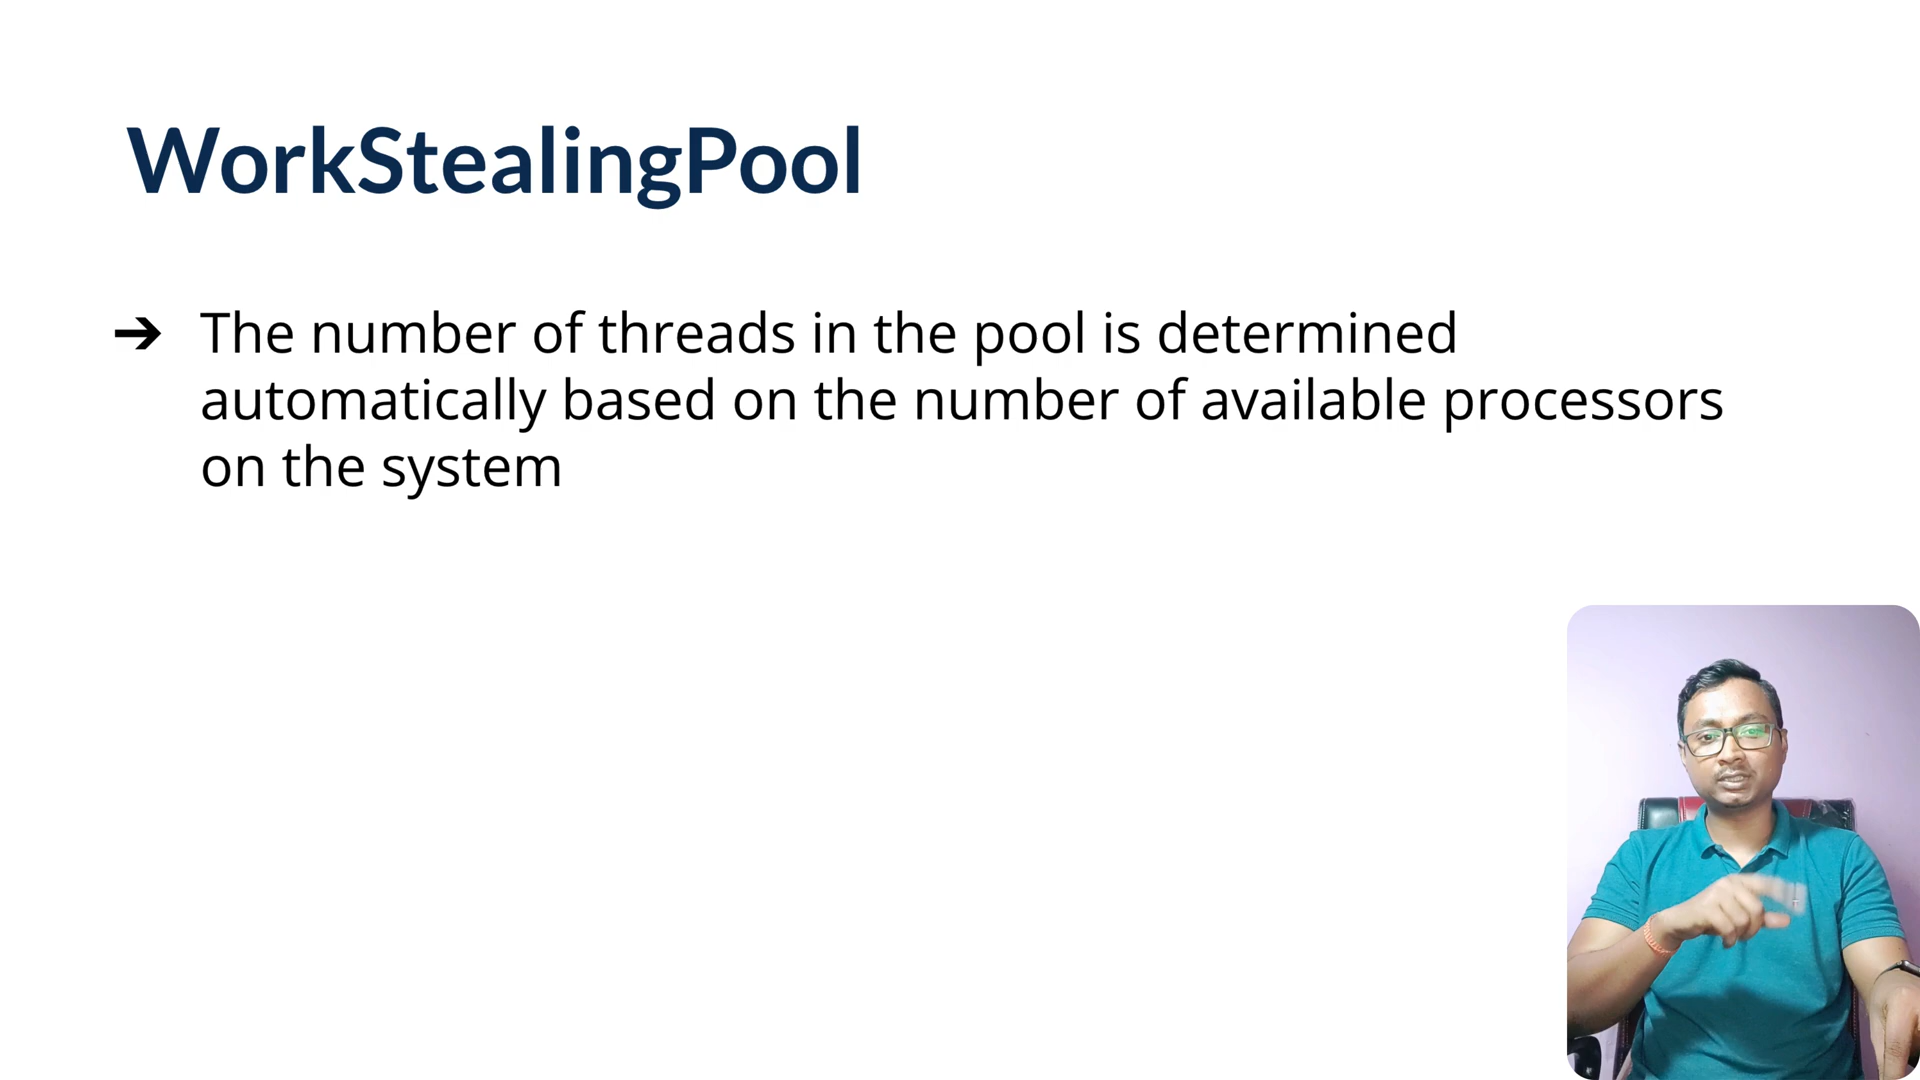 WorkStealingPool
➔ The number of threads in the pool is determined
automatically based on the number of available processors
on the system